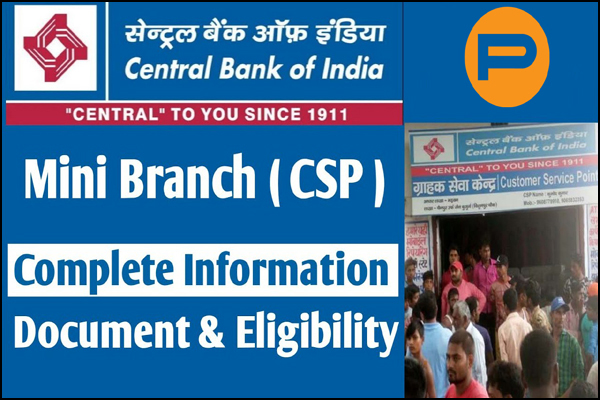 सेन्ट्रल बैंक ऑफ़ इंडिया
Central Bank of India
"CENTRAL" TO YOU SINCE 1911
P
Mini Branch ( CSP )
Complete Information
Document & Eligibility
सेन्ट्रल बैंक ऑफ़ इंडिया
Central Bank of India
"CENTRAL" TO YOU SINCE 1911
ग्राहक सेवा केन्द्र | Customer Service Point